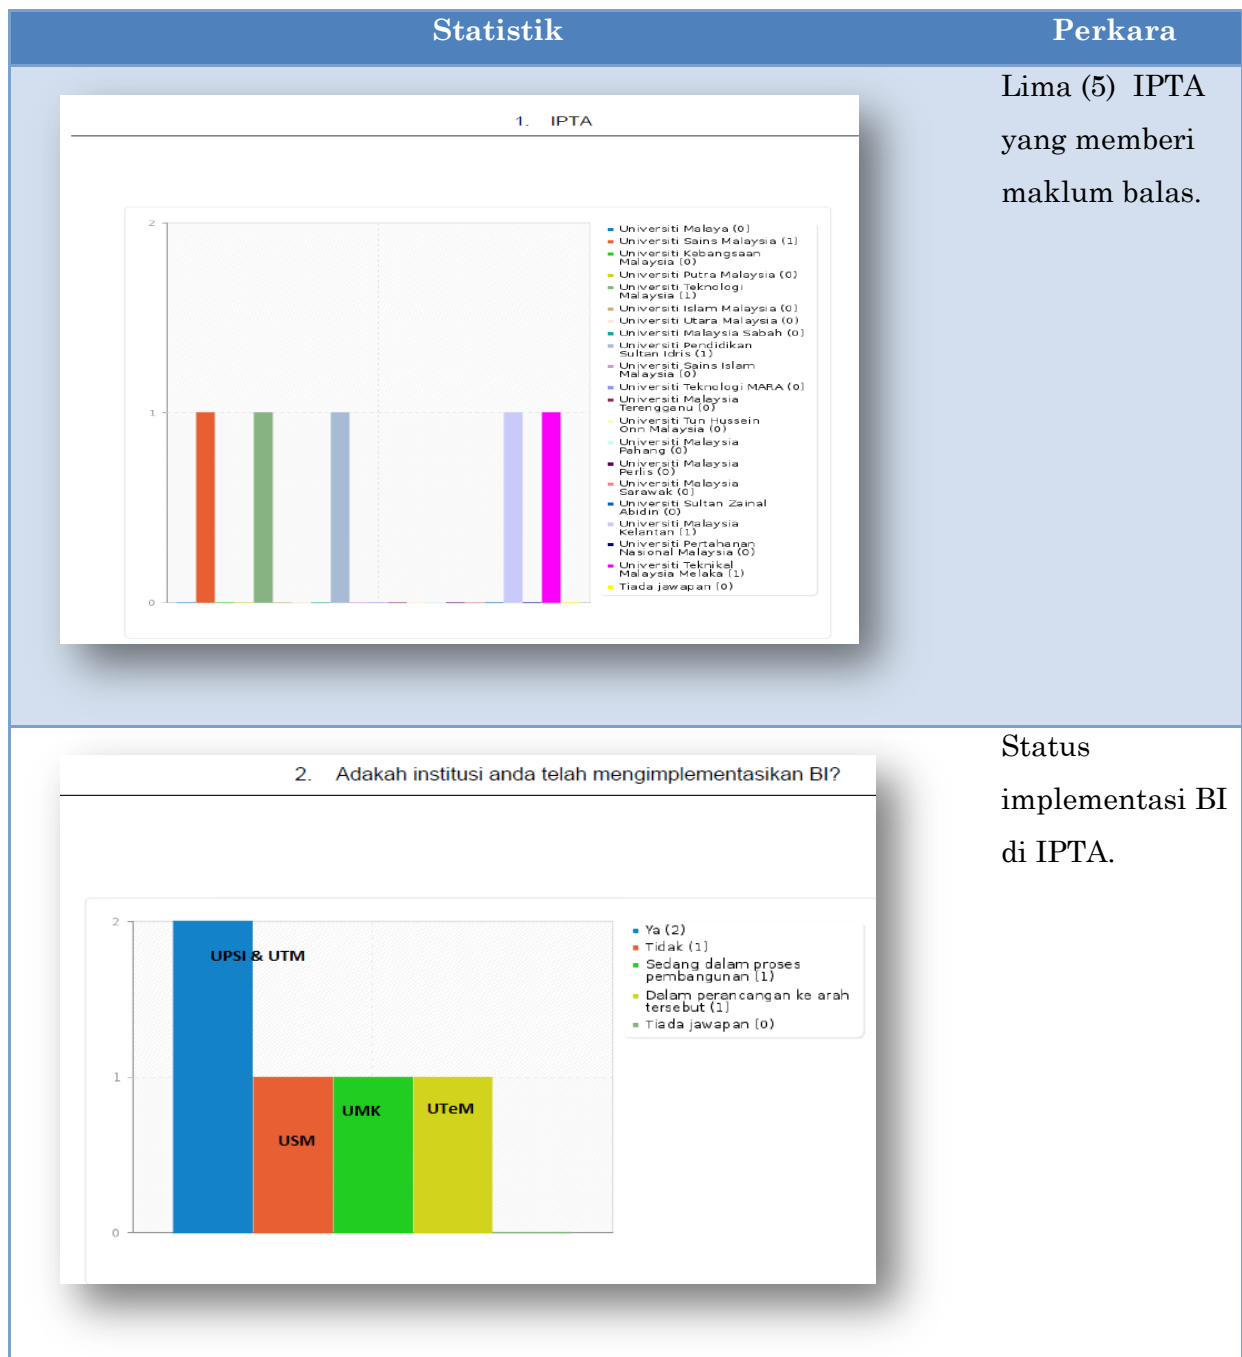 Statistik
Perkara
Lima (5) IPTA
yang memberi
maklum balas.
1. IPTA
2
1
0
Universiti Malaya (0)
Universiti Sains Malaysia (1)
Universiti Kebangsaan
Malaysia (0)
Universiti Putra Malaysia (0)
Universiti Teknologi
Malaysia (1)
Universiti Islam Malaysia (0)
Universiti Utara Malaysia (0)
Universiti Malaysia Sabah (0)
Universiti Pendidikan
Sultan Idris (1)
Universiti Sains Islam
Malaysia (0)
Universiti Teknologi MARA (0)
Universiti Malaysia
Terengganu (0)
Universiti Tun Hussein
Onn Malaysia (0)
Universiti Malaysia
Pahang (0)
Universiti Malaysia
Perlis (0)
Universiti Malaysia
Sarawak (0)
Universiti Sultan Zainal
Abidin (0)
Universiti Malaysia
Kelantan (1)
Universiti Pertahanan
Nasional Malaysia (0)
Universiti Teknikal
Malaysia Melaka (1)
Tiada jawapan (0)
Status
implementasi BI
di IPTA.
2. Adakah institusi anda telah mengimplementasikan BI?
2
1
0
UPSI & UTM
USM
UMK
UTeM
Ya (2)
Tidak (1)
Sedang dalam proses
pembangunan (1)
Dalam perancangan ke arah
tersebut (1)
Tiada jawapan (0)